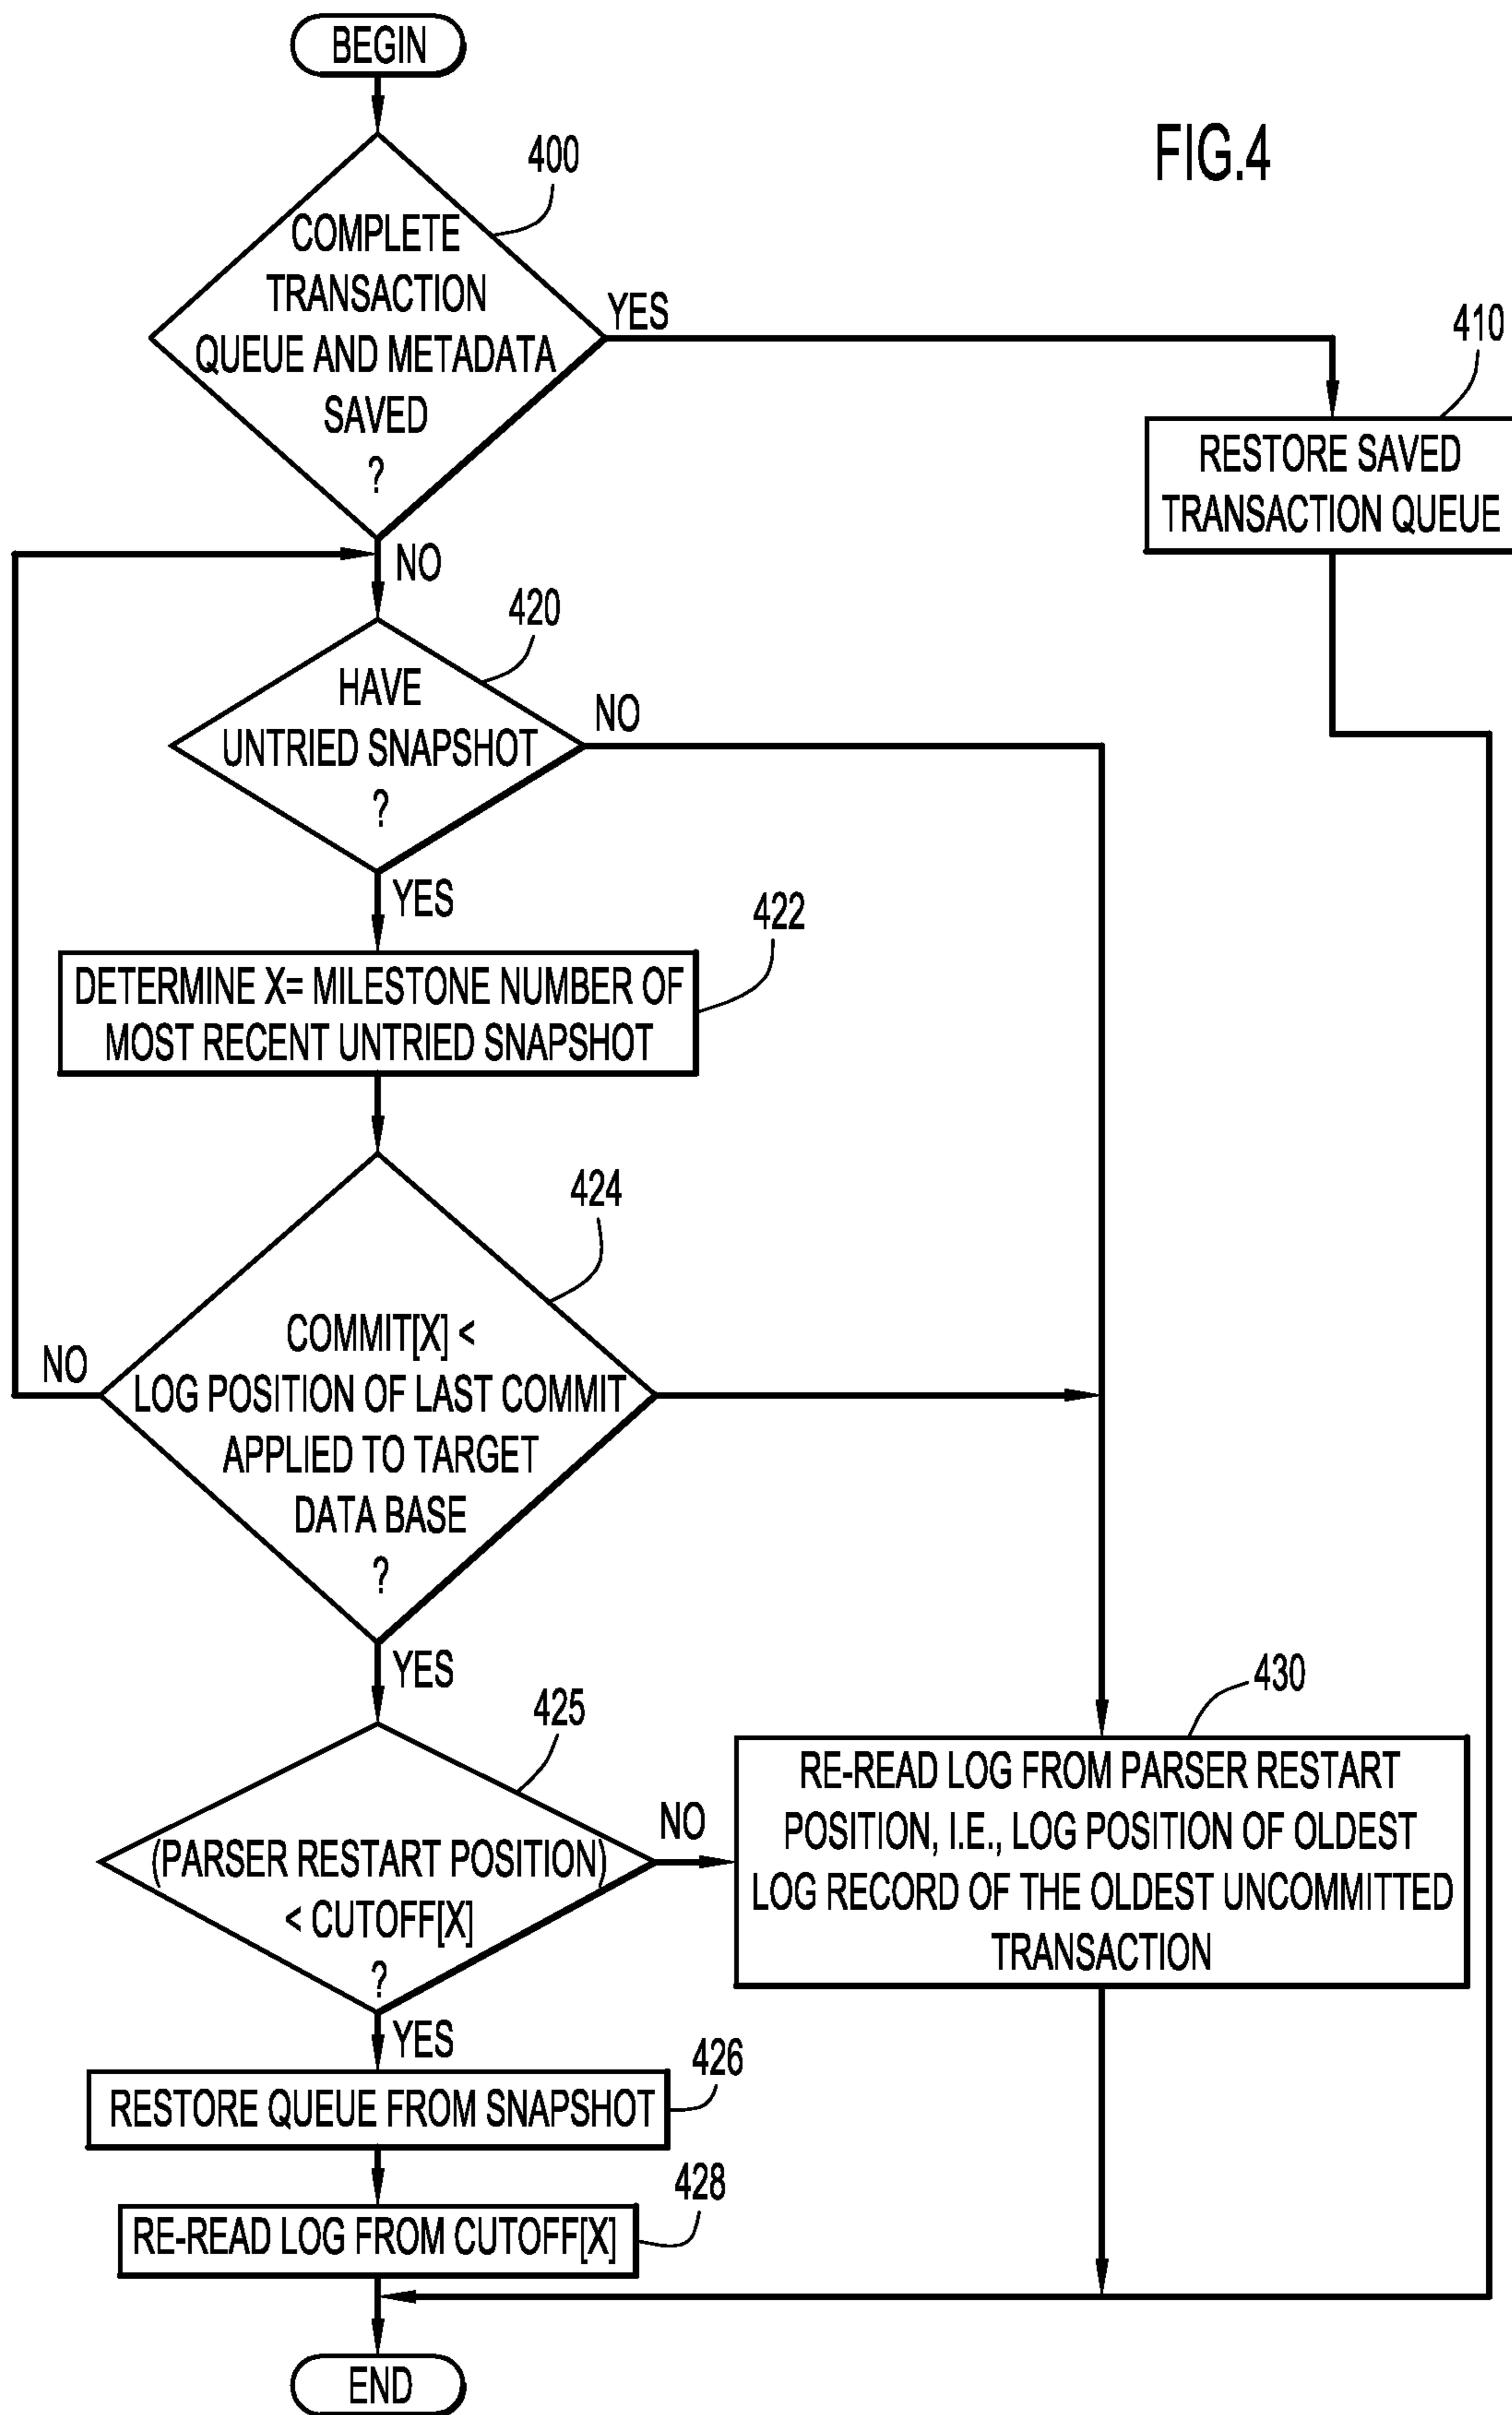 BEGIN
FIG.4
400
COMPLETE
TRANSACTION
QUEUE AND METADATA
SAVED
?
YES
410
RESTORE SAVED
TRANSACTION QUEUE
NO
420
HAVE
UNTRIED SNAPSHOT
?
NO
YES
422
DETERMINE X= MILESTONE NUMBER OF
MOST RECENT UNTRIED SNAPSHOT
424
COMMIT[X] <
LOG POSITION OF LAST COMMIT
APPLIED TO TARGET
DATA BASE
?
NO
YES
425
(PARSER RESTART POSITION)
< CUTOFF[X]
?
NO
430
RE-READ LOG FROM PARSER RESTART
POSITION, I.E., LOG POSITION OF OLDEST
LOG RECORD OF THE OLDEST UNCOMMITTED
TRANSACTION
YES
426
RESTORE QUEUE FROM SNAPSHOT
428
RE-READ LOG FROM CUTOFF[X]
END